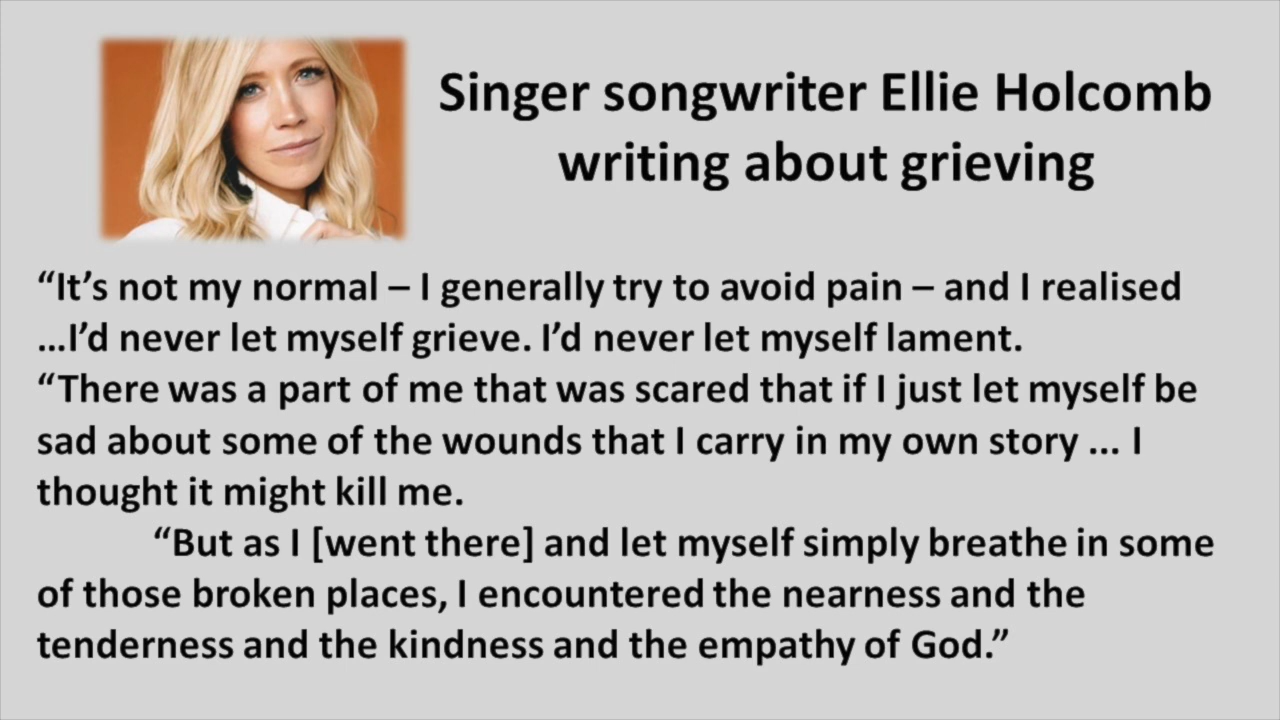 Singer songwriter Ellie Holcomb
writing about grieving
“It’s not my normal – I generally try to avoid pain – and I realised
...I’d never let myself grieve. I’d never let myself lament.
“There was a part of me that was scared that if I just let myself be
sad about some of the wounds that I carry in my own story ... I
thought it might kill me.
“But as I [went there] and let myself simply breathe in some
of those broken places, I encountered the nearness and the
tenderness and the kindness and the empathy of God.”